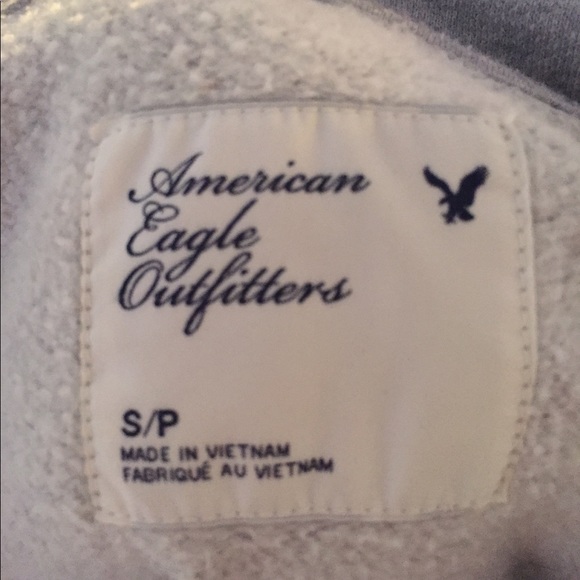 American
Eagle
Outfitters
S/P
MADE IN VIETNAM
FABRIQUÉ AU VIETNAM